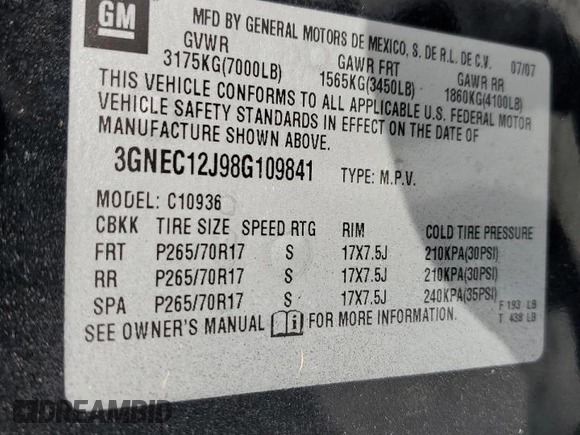 GM
MFD BY GENERAL MOTORS DE MEXICO, S. DE R.L. DE C.V. 07/07
GVWR GAWR FRT GAWR RR
3175KG(7000LB) 1565KG(3450LB) 1860KG(4100LB)
THIS VEHICLE CONFORMS TO ALL APPLICABLE U.S. FEDERAL MOTOR
VEHICLE SAFETY STANDARDS IN EFFECT ON THE DATE OF
MANUFACTURE SHOWN ABOVE.
3GNEC12J98G109841 TYPE: M.P.V.
MODEL: C10936
CBKK TIRE SIZE SPEED RTG RIM COLD TIRE PRESSURE
FRT P265/70R17 S 17X7.5J 210KPA(30PSI)
RR P265/70R17 S 17X7.5J 210KPA(30PSI)
SPA P265/70R17 S 17X7.5J 240KPA(35PSI)
F 193 LB
T 438 LB
SEE OWNER'S MANUAL FOR MORE INFORMATION.
DREAMBID